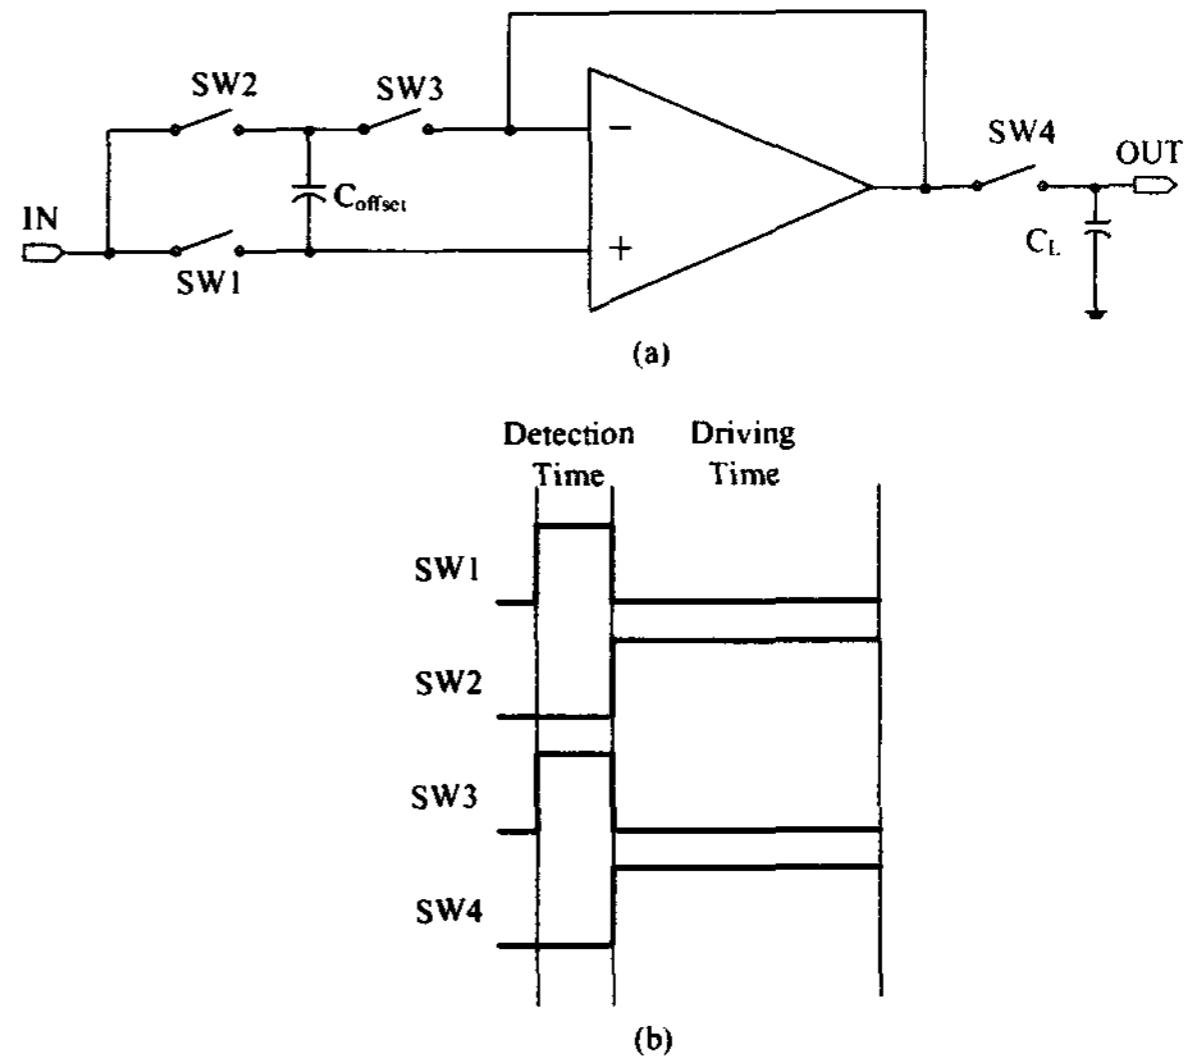 SW2
SW3
SW4
OUT
−
C_offset
IN
SW1
+
C_L
(a)
Detection Time
Driving Time
SW1
SW2
SW3
SW4
(b)